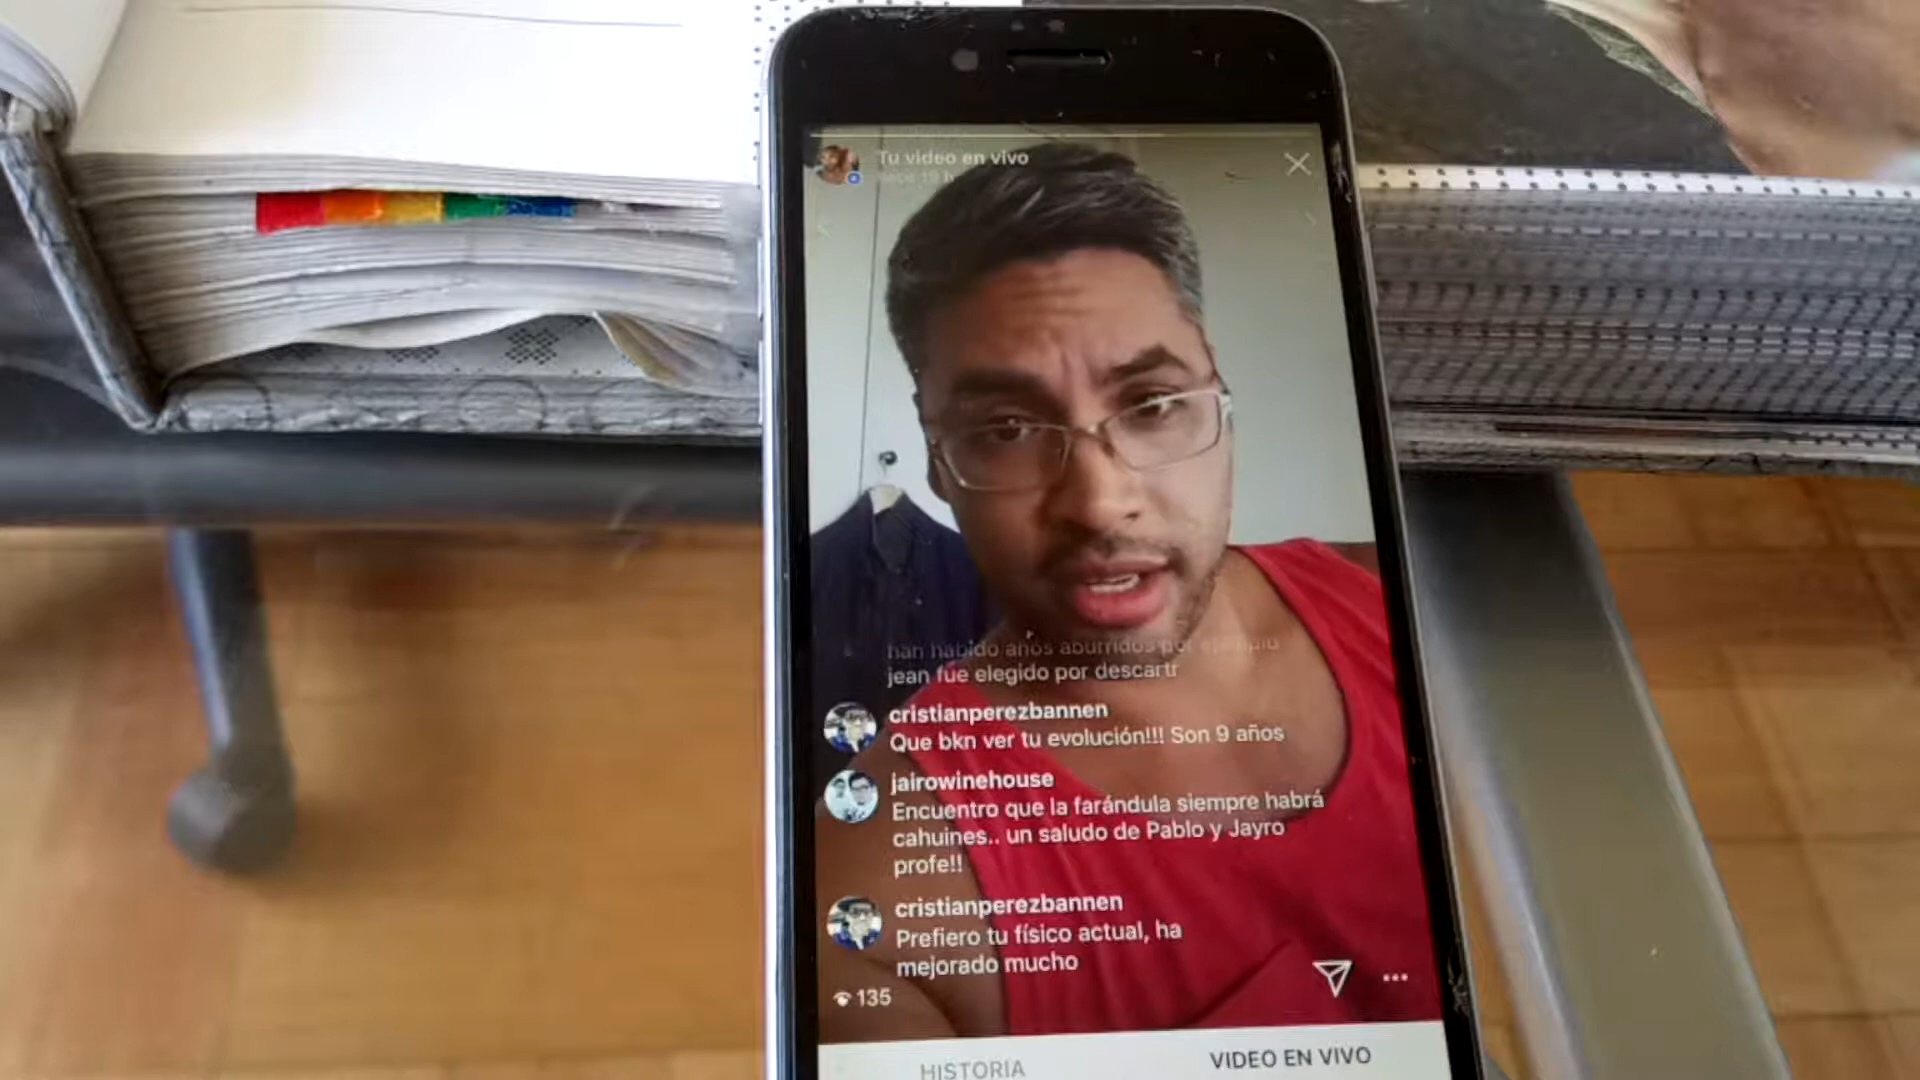 Tu video en vivo
han habido años aburridos por ejemplo
jean fue elegido por descartr
cristianperezbannen
Que bkn ver tu evolución!!! Son 9 años
jairowinehouse
Encuentro que la farándula siempre habrá
cahuines.. un saludo de Pablo y Jayro
profe!!
cristianperezbannen
Prefiero tu físico actual, ha
mejorado mucho
135
HISTORIA
VIDEO EN VIVO